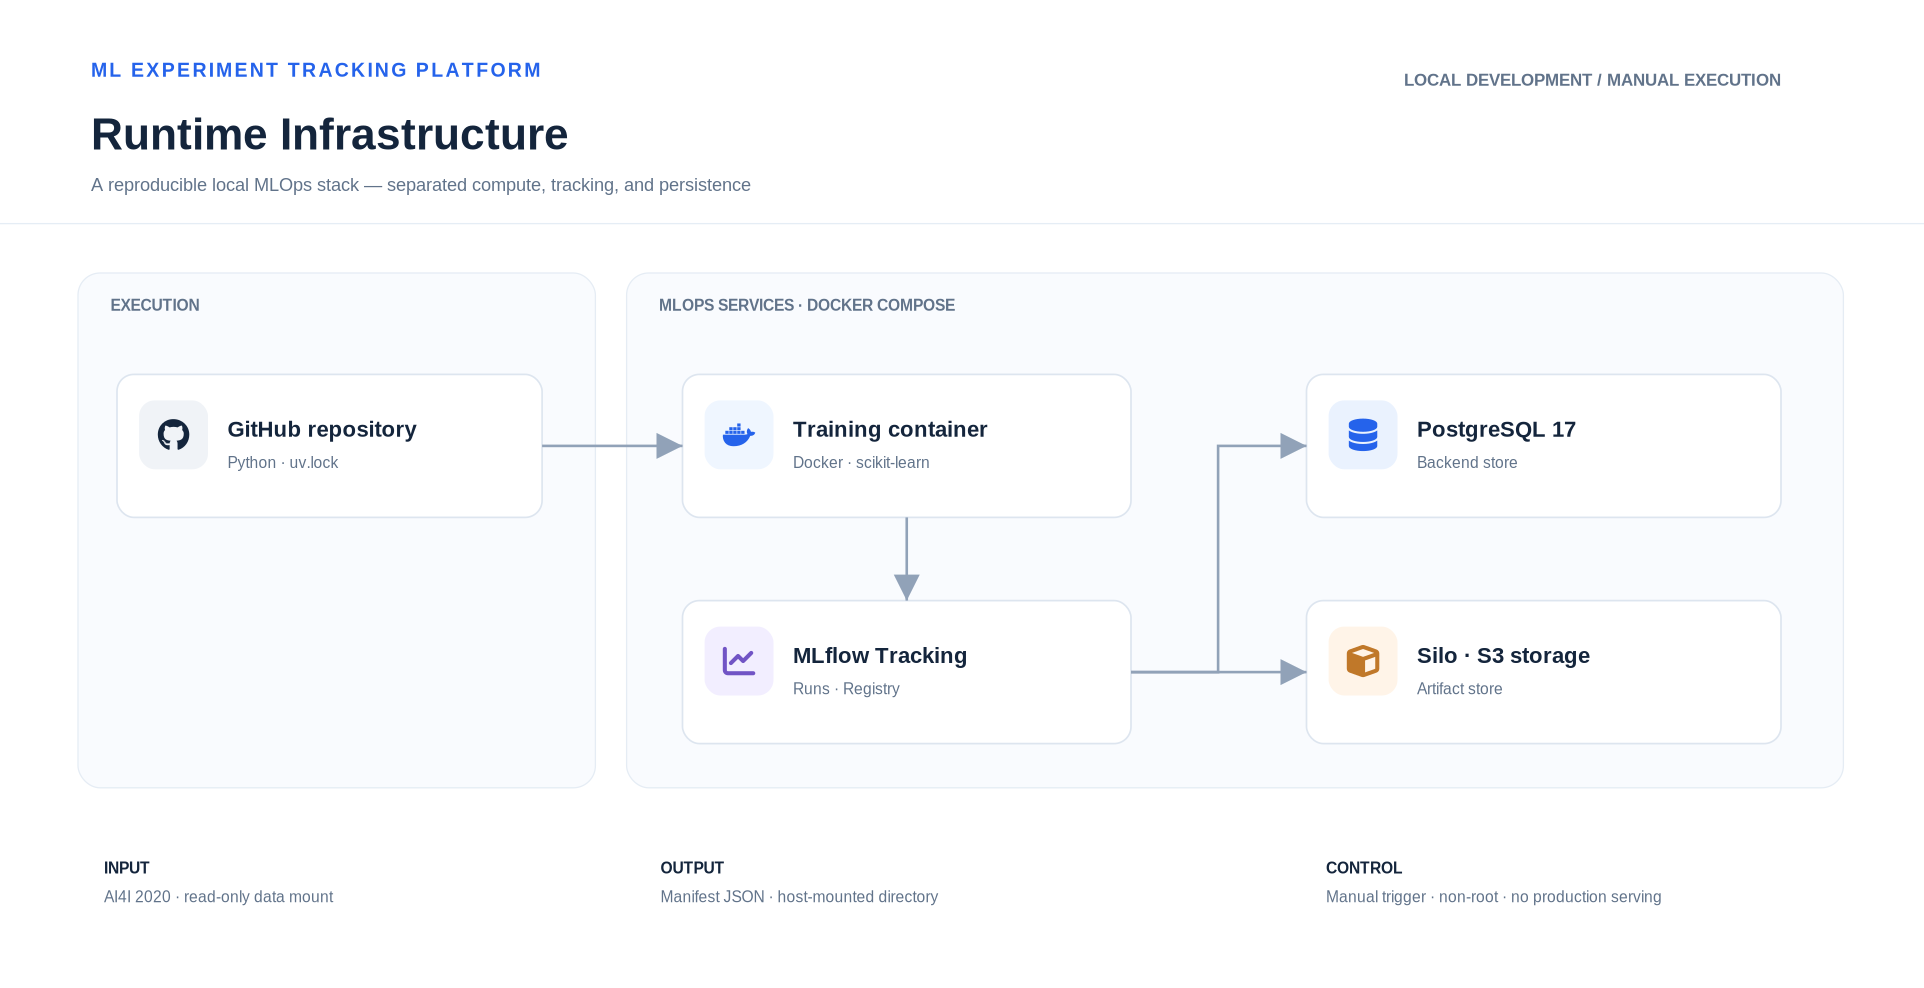 ML EXPERIMENT TRACKING PLATFORM
LOCAL DEVELOPMENT / MANUAL EXECUTION
Runtime Infrastructure
A reproducible local MLOps stack — separated compute, tracking, and persistence
EXECUTION
MLOPS SERVICES · DOCKER COMPOSE
GitHub repository
Python · uv.lock
Training container
Docker · scikit-learn
PostgreSQL 17
Backend store
MLflow Tracking
Runs · Registry
Silo · S3 storage
Artifact store
INPUT
AI4I 2020 · read-only data mount
OUTPUT
Manifest JSON · host-mounted directory
CONTROL
Manual trigger · non-root · no production serving